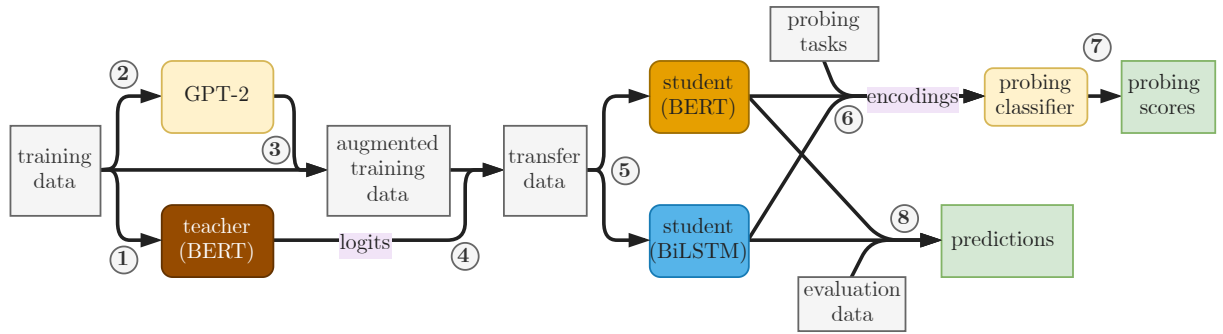 training
data
1
2
GPT-2
teacher
(BERT)
3
augmented
training
data
logits
4
transfer
data
5
student
(BERT)
student
(BiLSTM)
probing
tasks
6
encodings
probing
classifier
7
probing
scores
evaluation
data
8
predictions